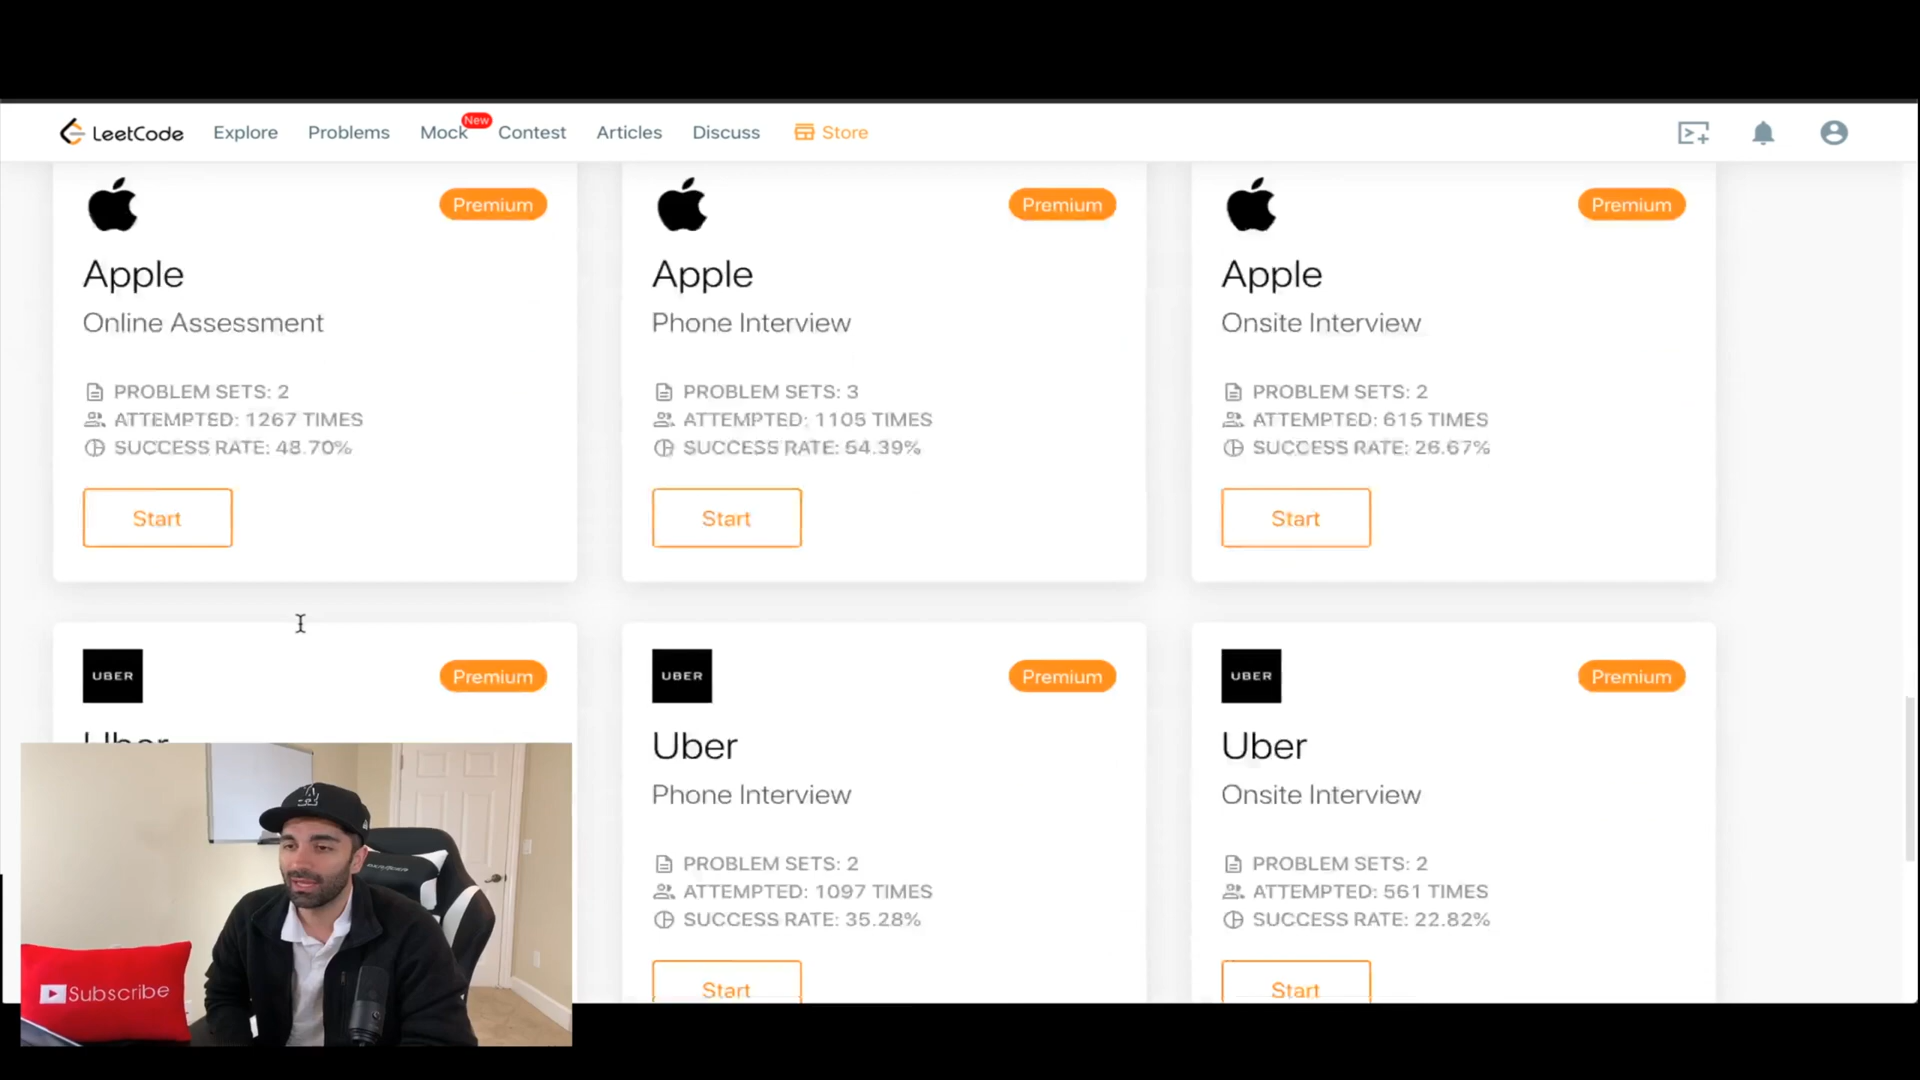 LeetCode Explore Problems Mock New Contest Articles Discuss Store
Premium Premium Premium
Apple Apple Apple
Online Assessment Phone Interview Onsite Interview
PROBLEM SETS: 2 PROBLEM SETS: 3 PROBLEM SETS: 2
ATTEMPTED: 1267 TIMES ATTEMPTED: 1105 TIMES ATTEMPTED: 615 TIMES
SUCCESS RATE: 48.70% SUCCESS RATE: 64.39% SUCCESS RATE: 26.67%
Start Start Start
UBER Premium UBER Premium UBER Premium
Uber Uber Uber
Phone Interview Onsite Interview
PROBLEM SETS: 2 PROBLEM SETS: 2
ATTEMPTED: 1097 TIMES ATTEMPTED: 561 TIMES
SUCCESS RATE: 35.28% SUCCESS RATE: 22.82%
Start Start
Subscribe